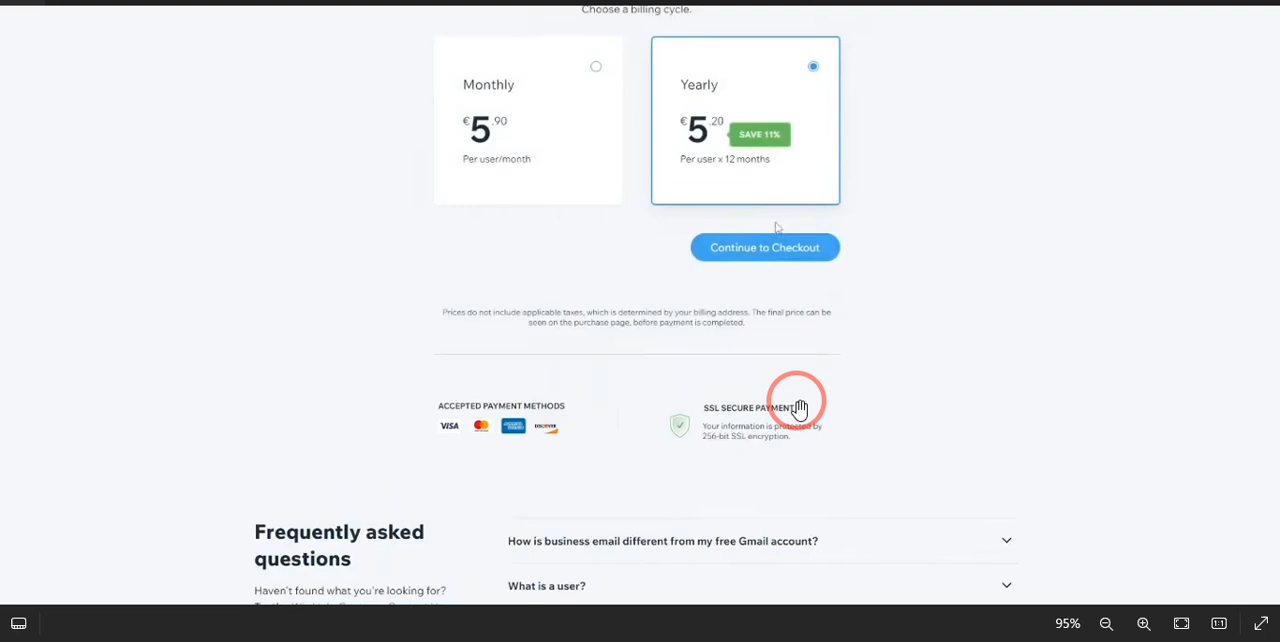 Choose a billing cycle.
Monthly
€5.90
Per user/month
Yearly
€5.20
SAVE 11%
Per user x 12 months
Continue to Checkout
Prices do not include applicable taxes, which is determined by your billing address. The final price can be
seen on the purchase page, before payment is completed.
ACCEPTED PAYMENT METHODS
VISA
DISCOVER
SSL SECURE PAYMENT
Your information is protected by
256-bit SSL encryption.
Frequently asked
questions
Haven't found what you're looking for?
How is business email different from my free Gmail account?
What is a user?
95%
1:1